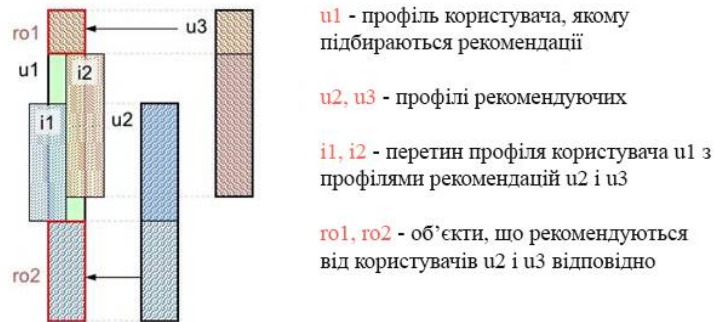 ro1
u3
u1
i2
i1
u2
ro2
u1 - профіль користувача, якому
підбираються рекомендації
u2, u3 - профілі рекомендуючих
i1, i2 - перетин профіля користувача u1 з
профілями рекомендацій u2 і u3
ro1, ro2 - об’єкти, що рекомендуються
від користувачів u2 і u3 відповідно